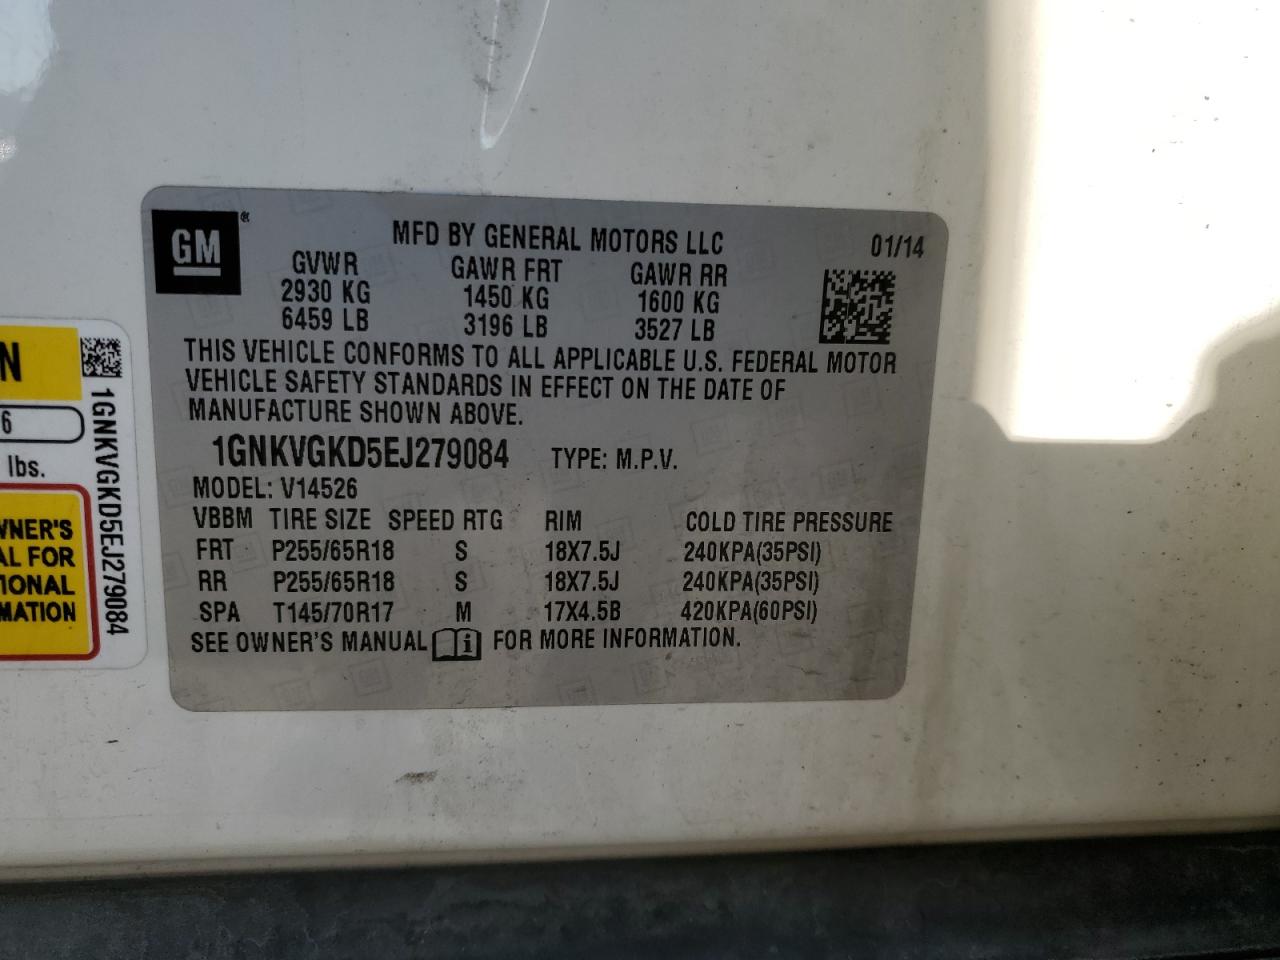 GM ®
MFD BY GENERAL MOTORS LLC 01/14
GVWR GAWR FRT GAWR RR
2930 KG 1450 KG 1600 KG
6459 LB 3196 LB 3527 LB
THIS VEHICLE CONFORMS TO ALL APPLICABLE U.S. FEDERAL MOTOR
VEHICLE SAFETY STANDARDS IN EFFECT ON THE DATE OF
MANUFACTURE SHOWN ABOVE.
1GNKVGKD5EJ279084 TYPE: M.P.V.
MODEL: V14526
VBBM TIRE SIZE SPEED RTG RIM COLD TIRE PRESSURE
FRT P255/65R18 S 18X7.5J 240KPA(35PSI)
RR P255/65R18 S 18X7.5J 240KPA(35PSI)
SPA T145/70R17 M 17X4.5B 420KPA(60PSI)
SEE OWNER'S MANUAL i FOR MORE INFORMATION.
N
6
lbs.
WNER'S
AL FOR
TIONAL
MATION
1GNKVGKD5EJ279084